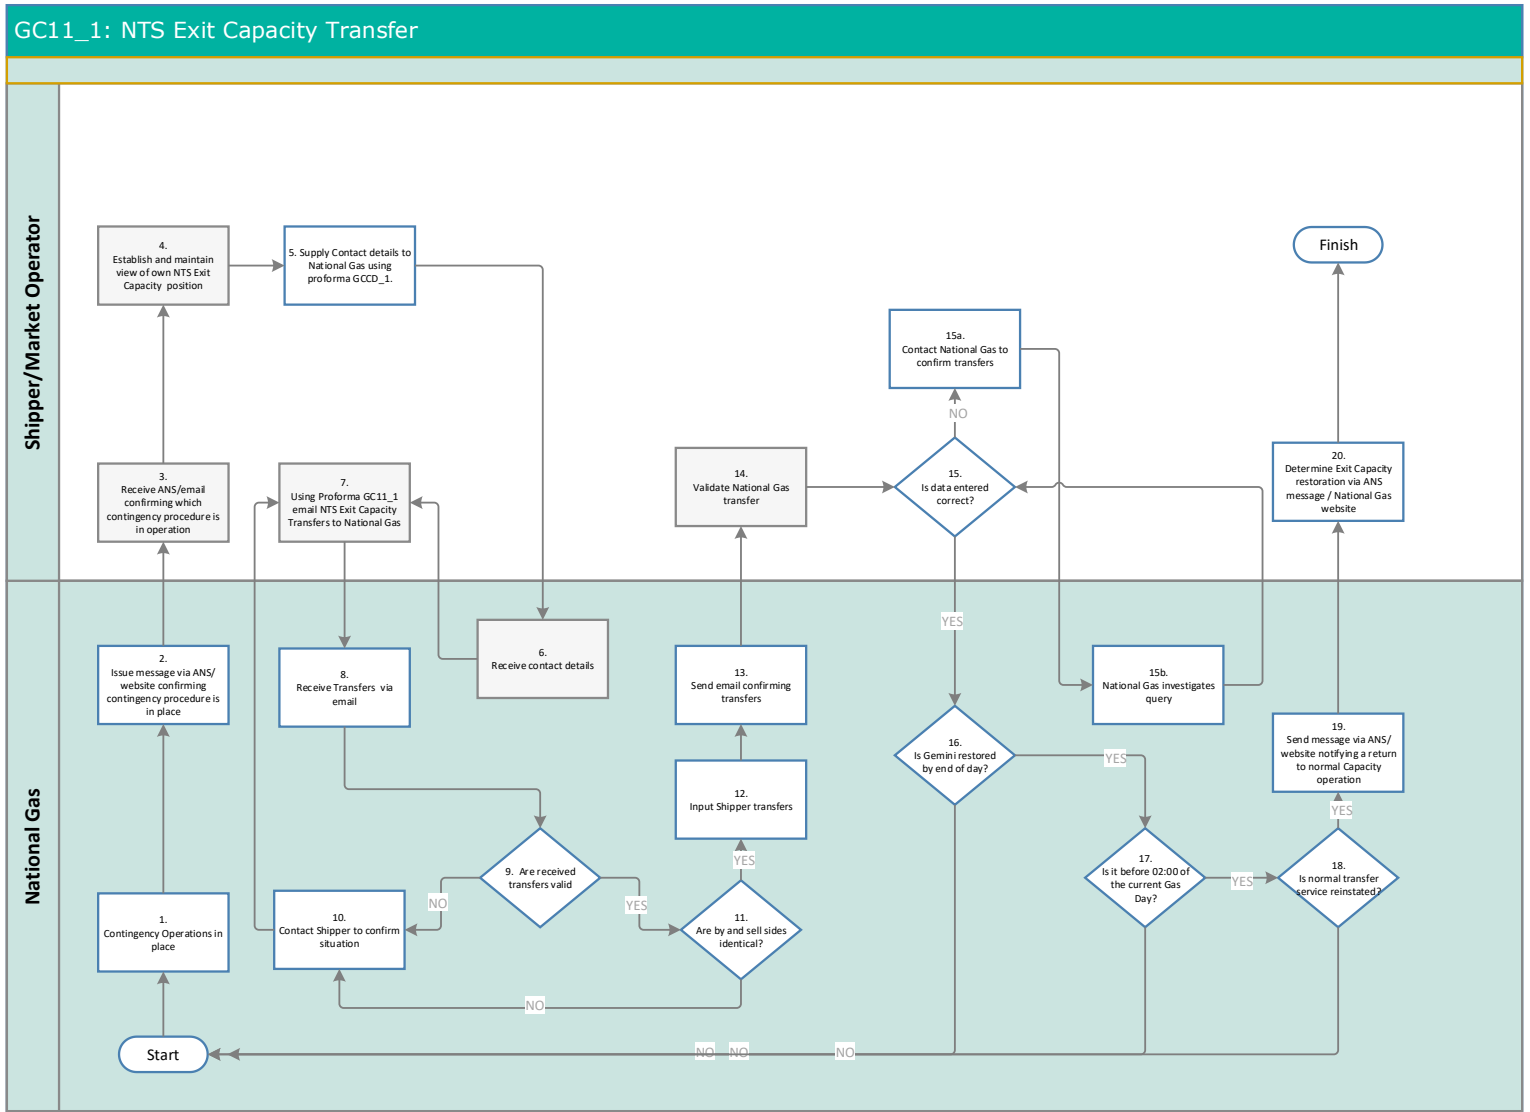 GC11_1: NTS Exit Capacity Transfer
Shipper/Market Operator
4.
Establish and maintain
view of own NTS Exit
Capacity position
5. Supply Contact details to
National Gas using
proforma GCCD_1.
Finish
15a.
Contact National Gas to
confirm transfers
NO
3.
Receive ANS/email
confirming which
contingency procedure is
in operation
7.
Using Proforma GC11_1
email NTS Exit Capacity
Transfers to National Gas
14.
Validate National Gas
transfer
15.
Is data entered
correct?
20.
Determine Exit Capacity
restoration via ANS
message / National Gas
website
National Gas
YES
2.
Issue message via ANS/
website confirming
contingency procedure is
in place
8.
Receive Transfers via
email
6.
Receive contact details
13.
Send email confirming
transfers
15b.
National Gas investigates
query
16.
Is Gemini restored
by end of day?
YES
19.
Send message via ANS/
website notifying a return
to normal Capacity
operation
12.
Input Shipper transfers
YES
YES
9. Are received
transfers valid
17.
Is it before 02:00 of
the current Gas
Day?
YES
18.
Is normal transfer
service reinstated?
NO
YES
1.
Contingency Operations in
place
10.
Contact Shipper to confirm
situation
11.
Are by and sell sides
identical?
NO
Start
NO
NO
NO